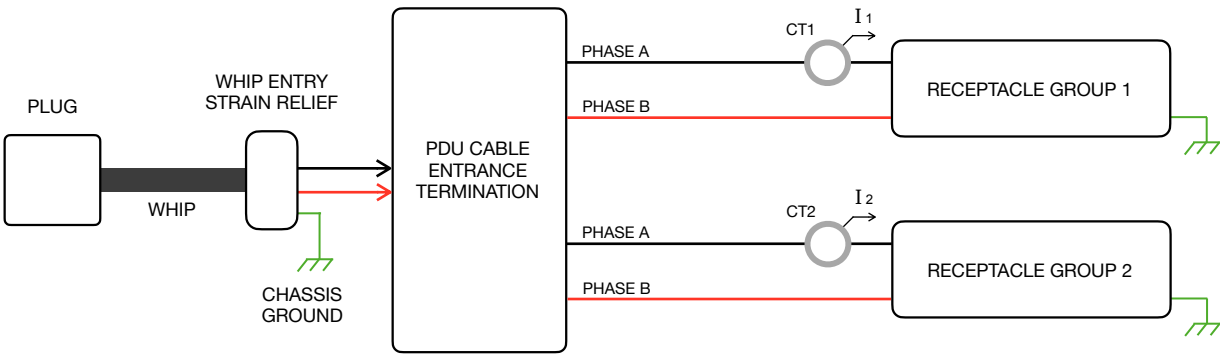 PLUG
WHIP ENTRY
STRAIN RELIEF
WHIP
CHASSIS
GROUND
PDU CABLE
ENTRANCE
TERMINATION
PHASE A
CT1
I 1
PHASE B
RECEPTACLE GROUP 1
PHASE A
CT2
I 2
PHASE B
RECEPTACLE GROUP 2